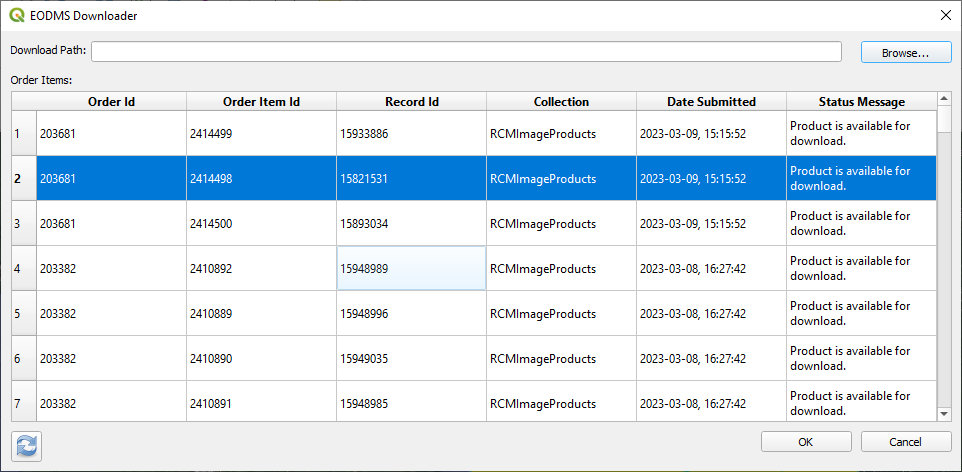 EODMS Downloader
Download Path: Browse...
Order Items:
Order Id Order Item Id Record Id Collection Date Submitted Status Message
1 203681 2414499 15933886 RCMImageProducts 2023-03-09, 15:15:52 Product is available for download.
2 203681 2414498 15821531 RCMImageProducts 2023-03-09, 15:15:52 Product is available for download.
3 203681 2414500 15893034 RCMImageProducts 2023-03-09, 15:15:52 Product is available for download.
4 203382 2410892 15948989 RCMImageProducts 2023-03-08, 16:27:42 Product is available for download.
5 203382 2410889 15948996 RCMImageProducts 2023-03-08, 16:27:42 Product is available for download.
6 203382 2410890 15949035 RCMImageProducts 2023-03-08, 16:27:42 Product is available for download.
7 203382 2410891 15948985 RCMImageProducts 2023-03-08, 16:27:42 Product is available for download.
OK Cancel